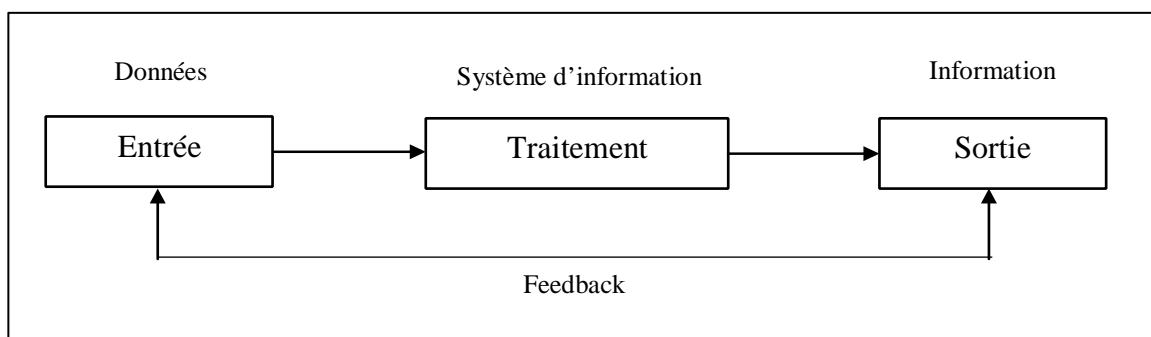 Données
Système d’information
Information
Entrée
Traitement
Sortie
Feedback